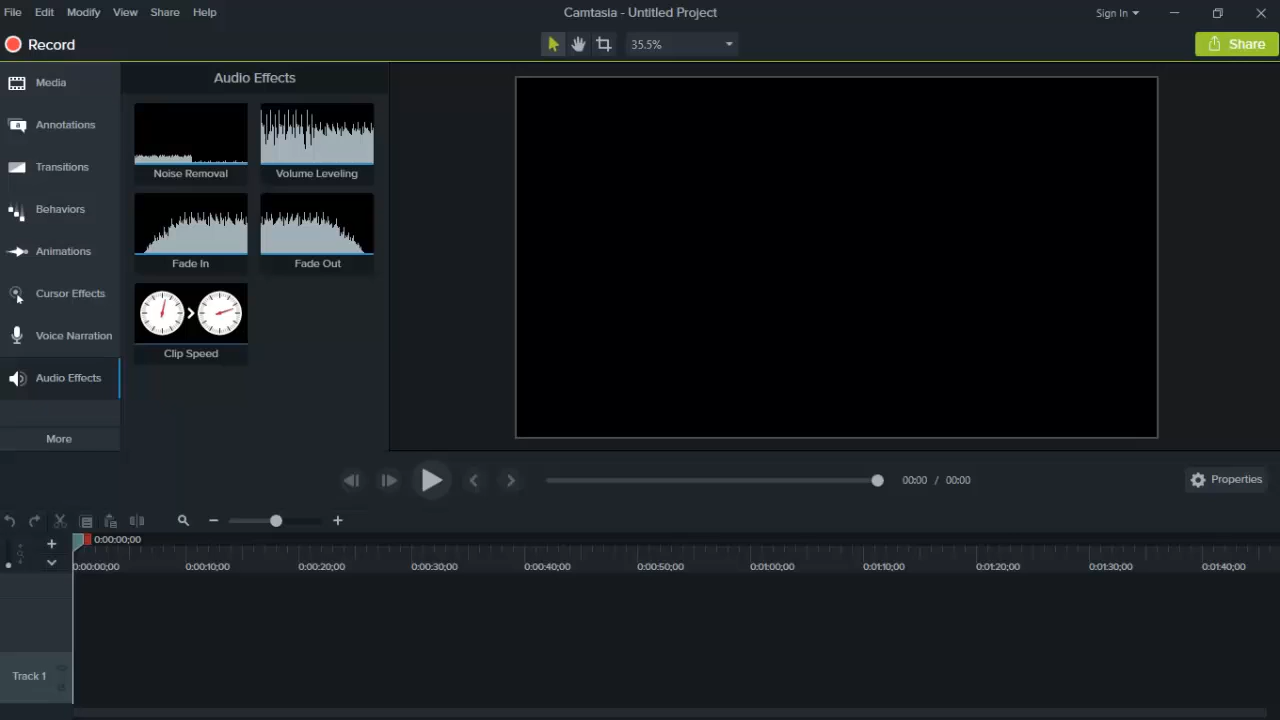 File Edit Modify View Share Help
Camtasia - Untitled Project
Sign In
Record
35.5%
Share
Media
Annotations
Transitions
Behaviors
Animations
Cursor Effects
Voice Narration
Audio Effects
More
Audio Effects
Noise Removal
Volume Leveling
Fade In
Fade Out
Clip Speed
00:00 / 00:00
Properties
0:00:00;00
0:00:00;00 0:00:10;00 0:00:20;00 0:00:30;00 0:00:40;00 0:00:50;00 0:01:00;00 0:01:10;00 0:01:20;00 0:01:30;00 0:01:40;00
Track 1